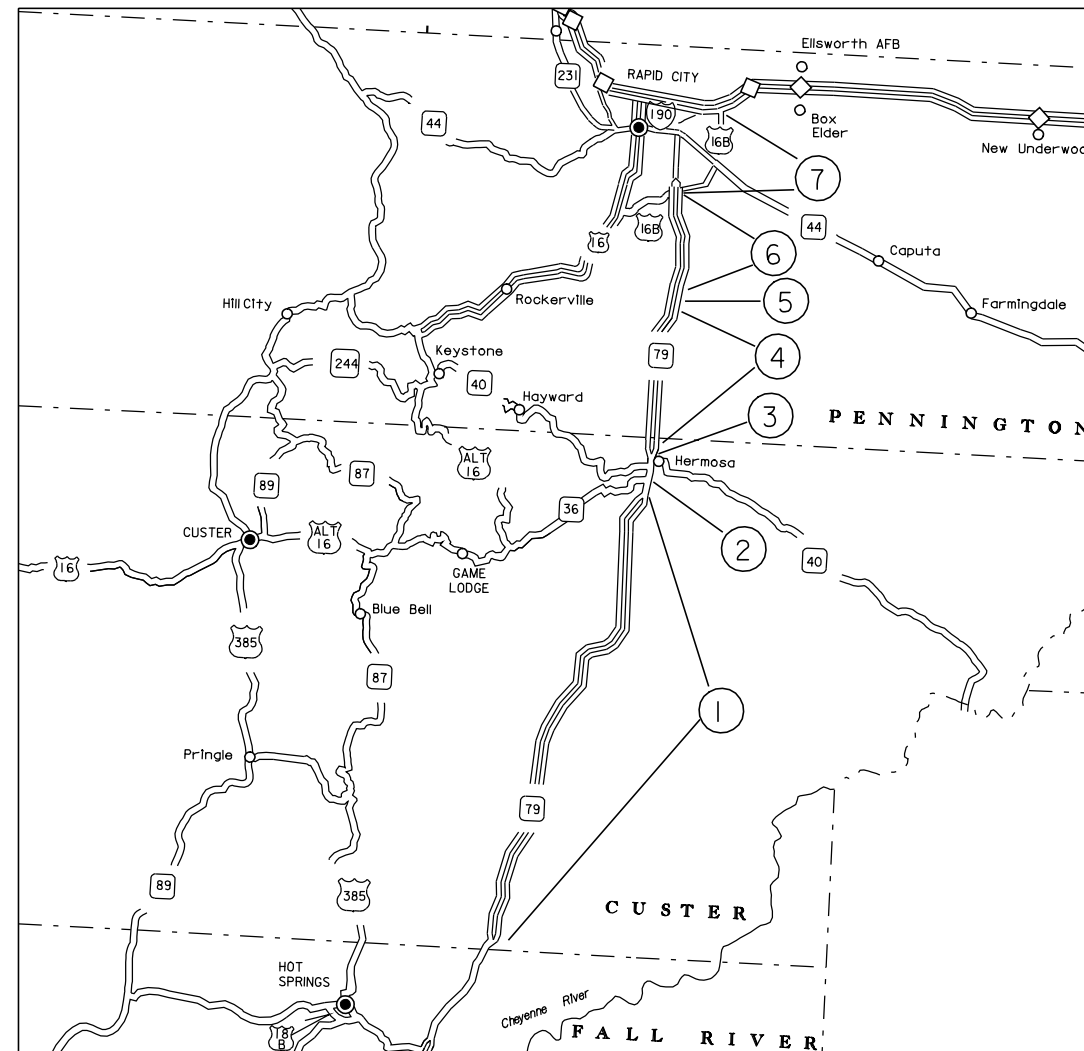 Ellsworth AFB
231
RAPID CITY
190
44
16B
Box
Elder
New Underwoo
7
16B
44
16
6
Caputa
Hill City
Rockerville
5
Farmingdale
79
4
244
Keystone
40
Hayward
3
PENNINGTON
ALT
16
Hermosa
87
89
36
CUSTER
ALT
16
2
16
GAME
LODGE
40
Blue Bell
385
87
1
Pringle
79
89
385
CUSTER
HOT
SPRINGS
Cheyenne River
18
B
FALL RIVER